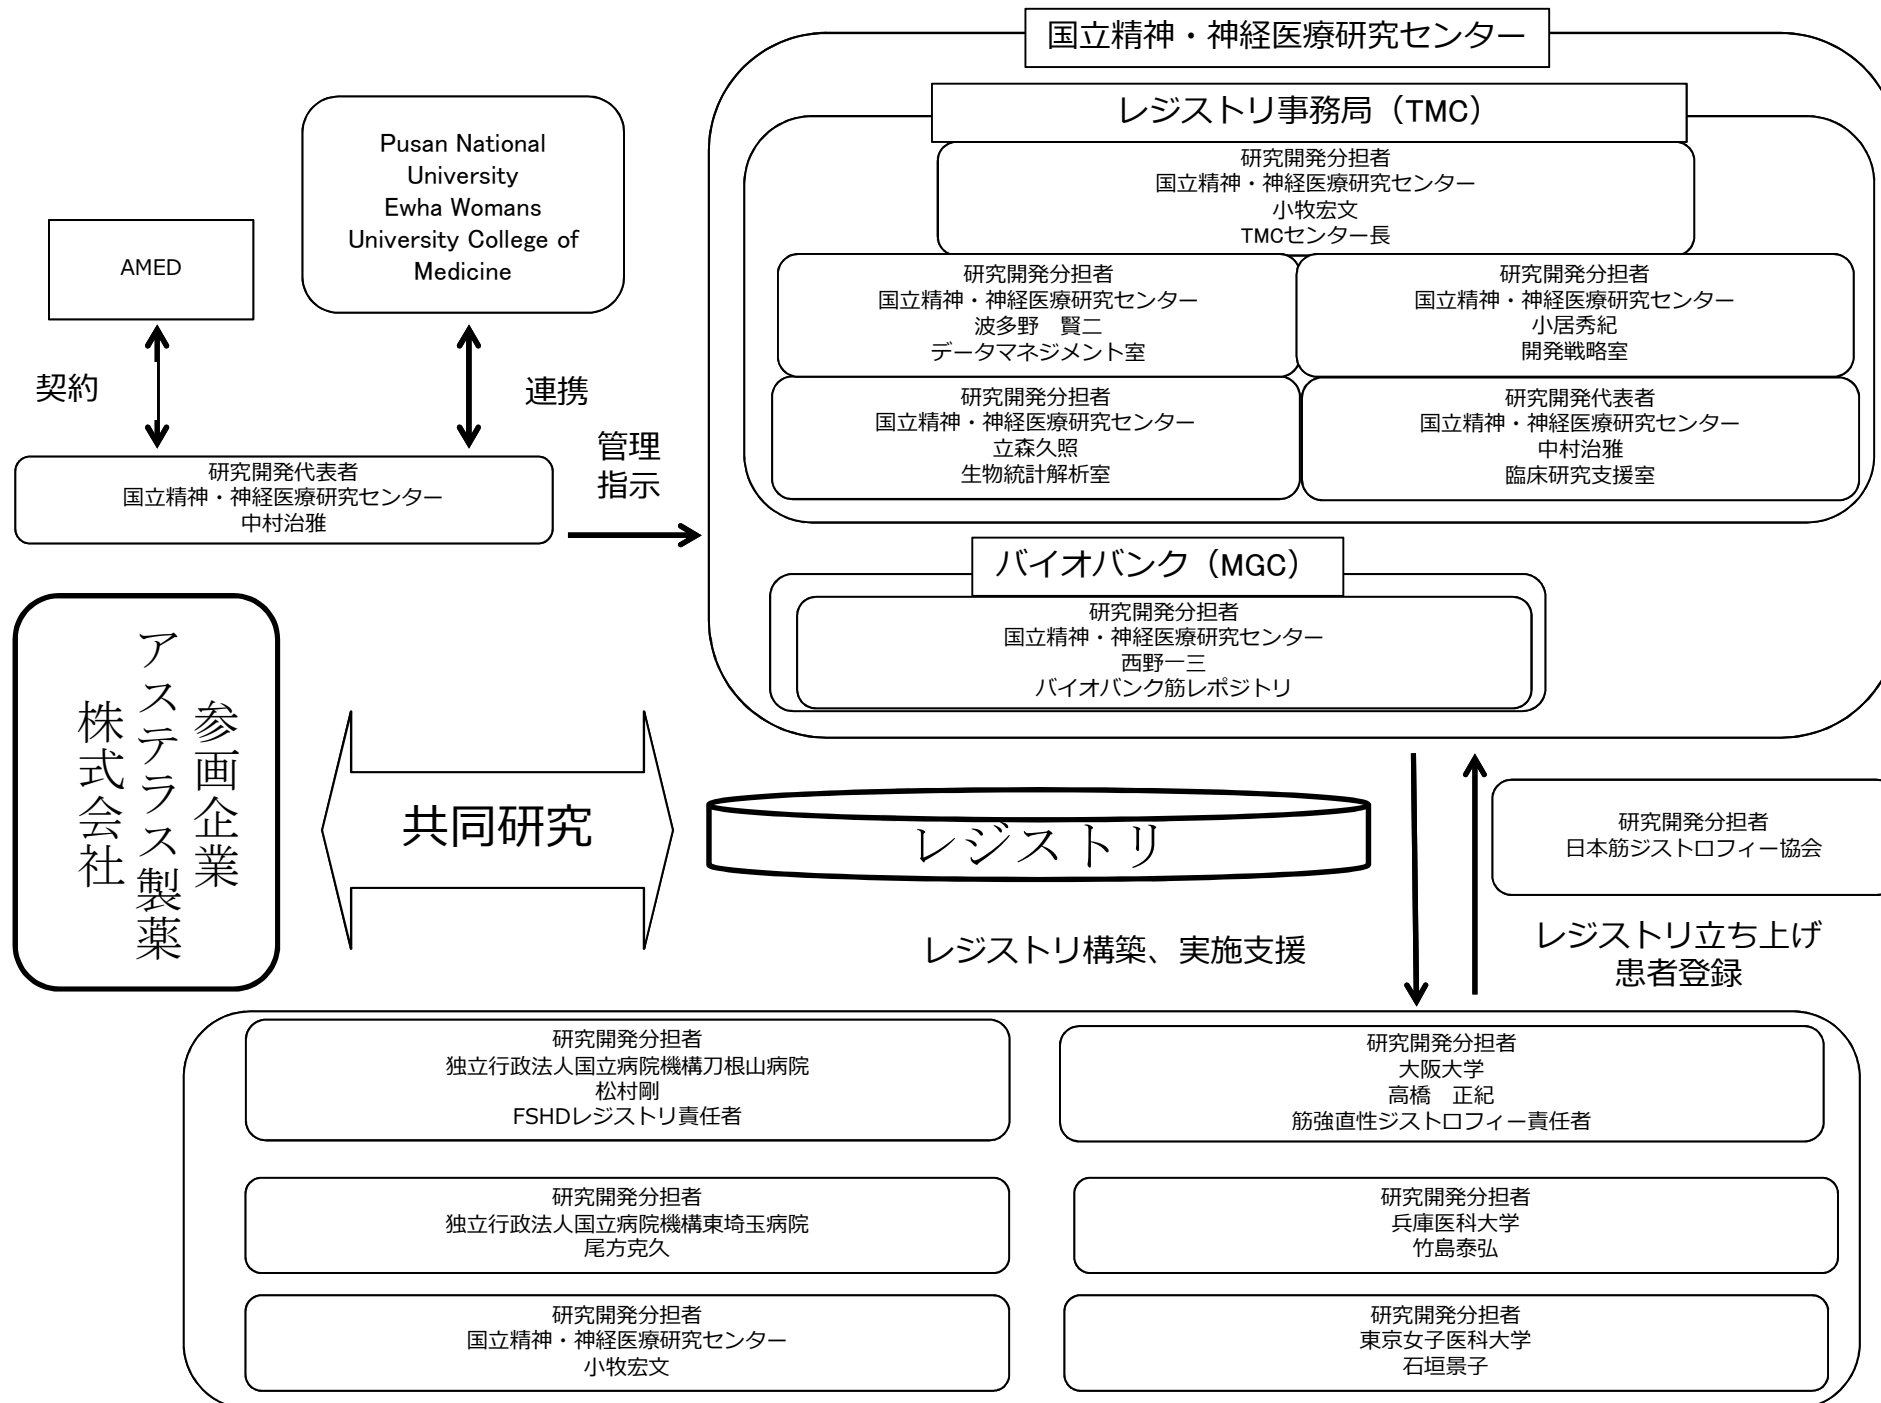 国立精神・神経医療研究センター
レジストリ事務局（TMC）
研究開発分担者
国立精神・神経医療研究センター
小牧宏文
TMCセンター長
研究開発分担者
国立精神・神経医療研究センター
波多野　賢二
データマネジメント室
研究開発分担者
国立精神・神経医療研究センター
小居秀紀
開発戦略室
研究開発分担者
国立精神・神経医療研究センター
立森久照
生物統計解析室
研究開発代表者
国立精神・神経医療研究センター
中村治雅
臨床研究支援室
Pusan National
University
Ewha Womans
University College of
Medicine
AMED
契約
連携
管理
指示
研究開発代表者
国立精神・神経医療研究センター
中村治雅
バイオバンク（MGC）
研究開発分担者
国立精神・神経医療研究センター
西野一三
バイオバンク筋レポジトリ
参画企業
アステラス製薬
株式会社
共同研究
レジストリ
研究開発分担者
日本筋ジストロフィー協会
レジストリ構築、実施支援
レジストリ立ち上げ
患者登録
研究開発分担者
独立行政法人国立病院機構刀根山病院
松村剛
FSHDレジストリ責任者
研究開発分担者
大阪大学
高橋　正紀
筋強直性ジストロフィー責任者
研究開発分担者
独立行政法人国立病院機構東埼玉病院
尾方克久
研究開発分担者
兵庫医科大学
竹島泰弘
研究開発分担者
国立精神・神経医療研究センター
小牧宏文
研究開発分担者
東京女子医科大学
石垣景子